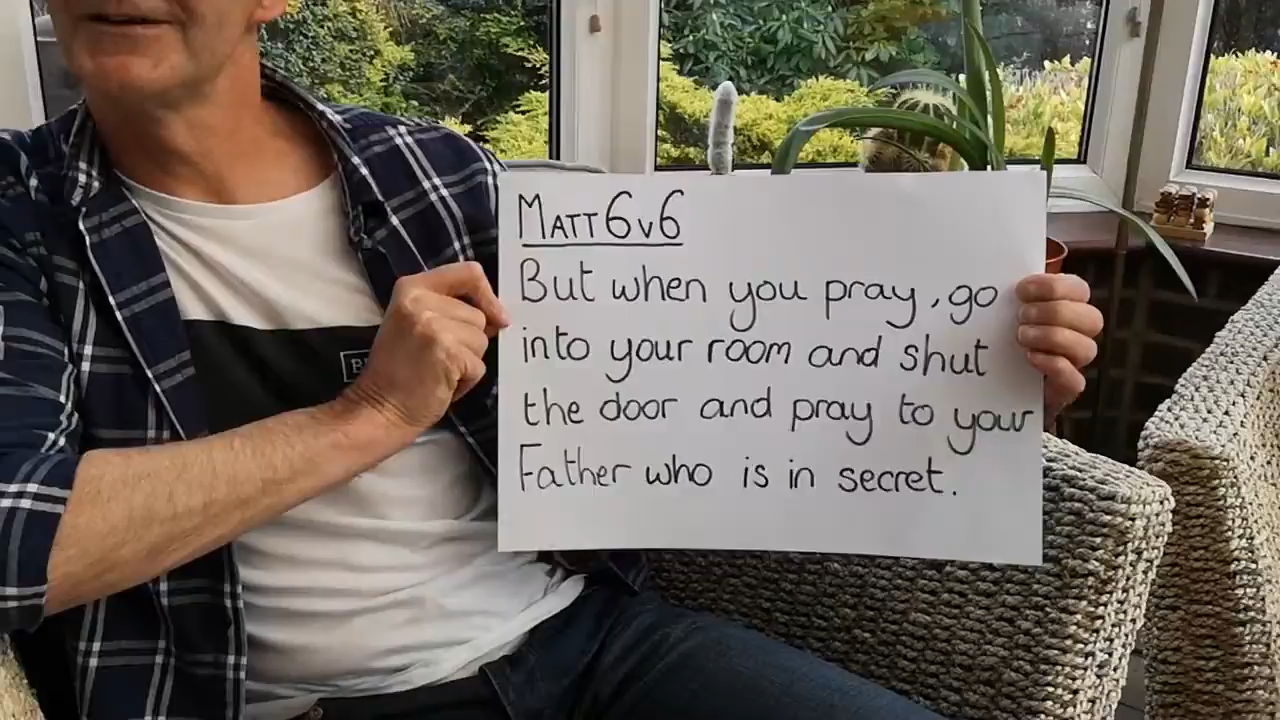 MATT 6v6
But when you pray, go
into your room and shut
the door and pray to your
Father who is in secret.